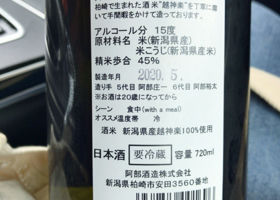 柏崎で生まれた酒米"越神楽"を丁寧に
磨いて手間暇をかけて造っております。
アルコール分 15度
原材料名 米(新潟県産)
米こうじ(新潟県産米)
精米歩合 45%
製造年月 2020.5.
造り手 5代目 阿部庄一 6代目 阿部裕太
※お酒は20歳になってから
シーン 食中(with a meal)
オススメ温度帯 冷
酒米 新潟県産越神楽100%使用
日本酒 要冷蔵 容量 720ml
阿部酒造株式会社
新潟県柏崎市安田3560番地